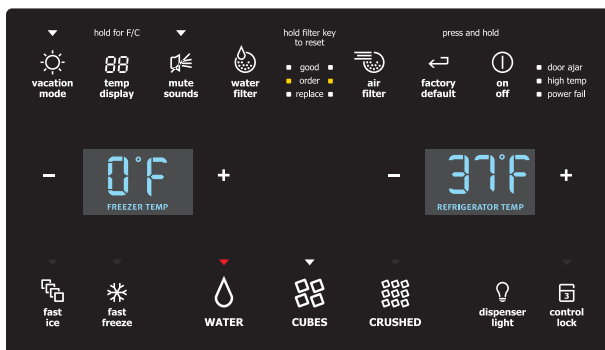 hold for F/C
hold filter key
to reset
press and hold
vacation
mode
88
temp
display
mute
sounds
water
filter
good
order
replace
air
filter
factory
default
on
off
door ajar
high temp
power fail
– 0°F +
FREEZER TEMP
– 37°F +
REFRIGERATOR TEMP
fast
ice
fast
freeze
WATER
CUBES
CRUSHED
dispenser
light
3
control
lock